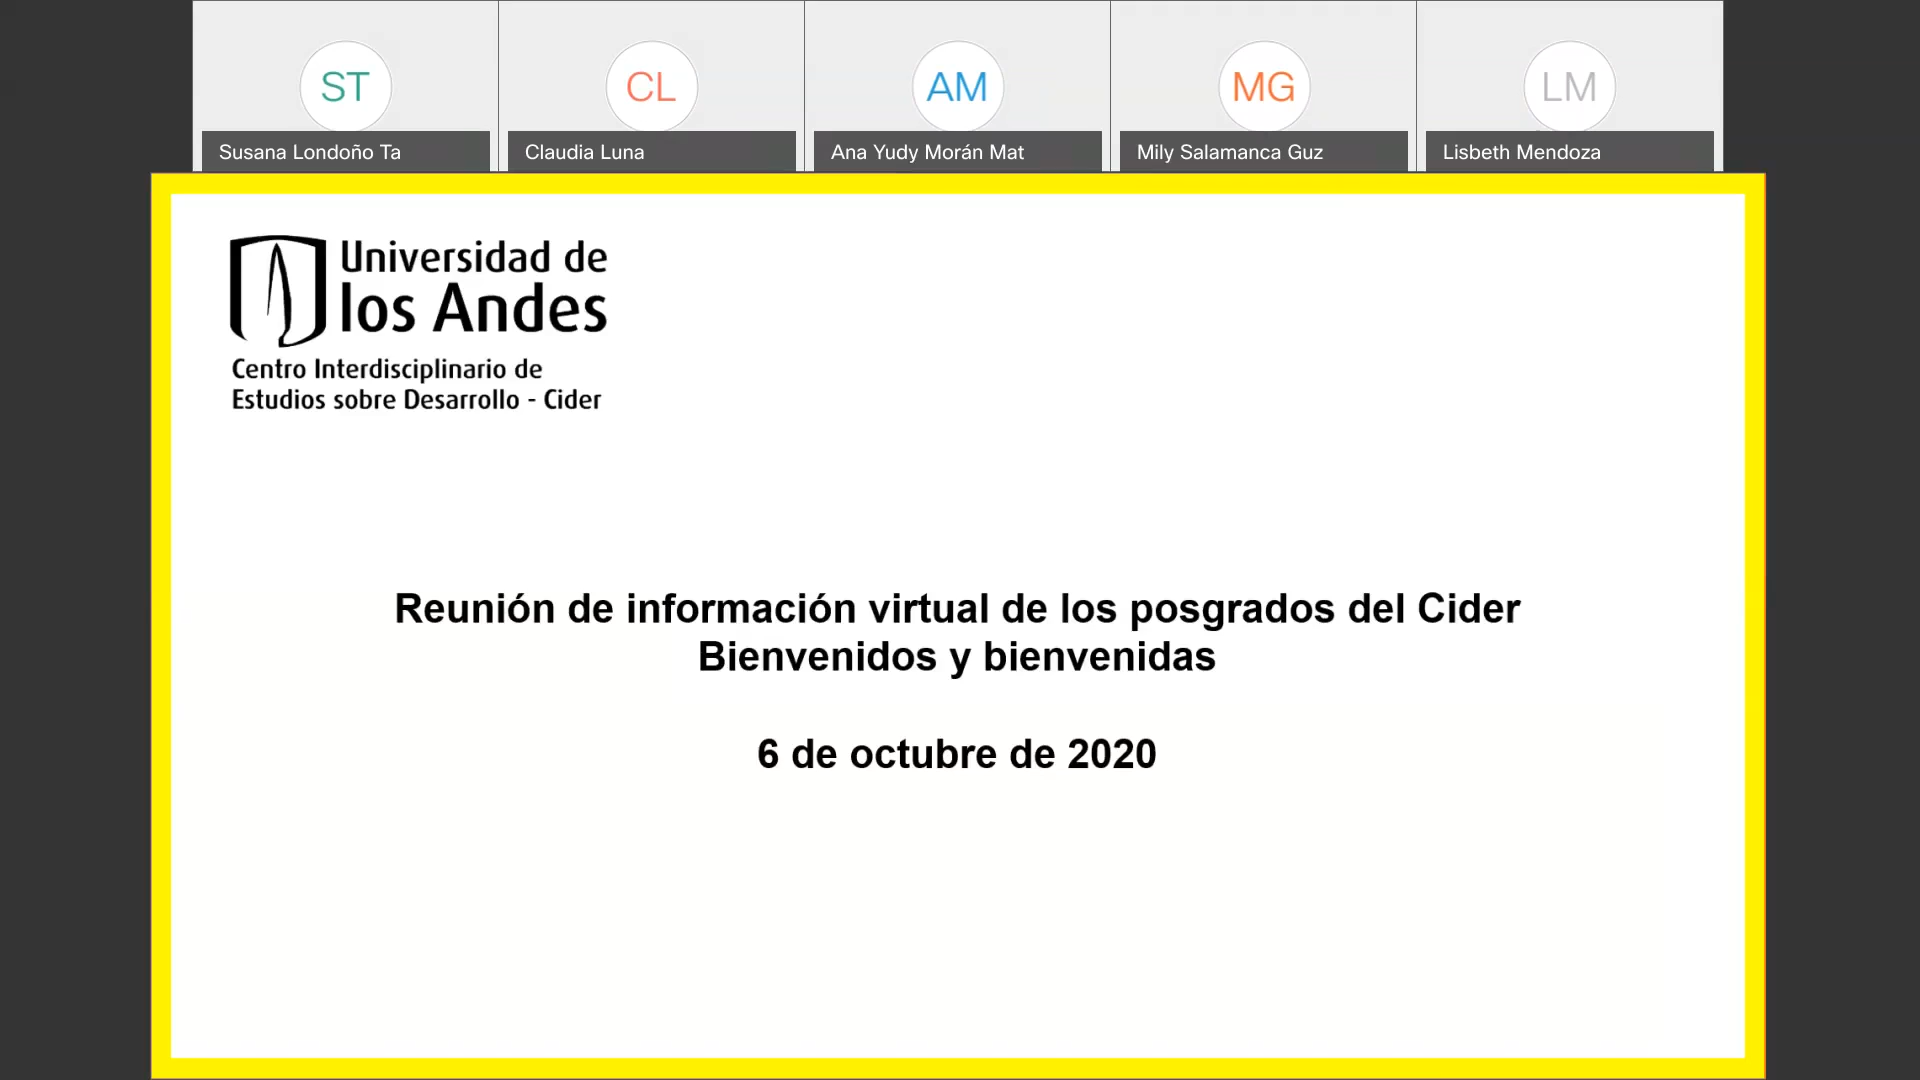 ST
CL
AM
MG
LM
Susana Londoño Ta
Claudia Luna
Ana Yudy Morán Mat
Mily Salamanca Guz
Lisbeth Mendoza
Universidad de
los Andes
Centro Interdisciplinario de
Estudios sobre Desarrollo - Cider
Reunión de información virtual de los posgrados del Cider
Bienvenidos y bienvenidas
6 de octubre de 2020